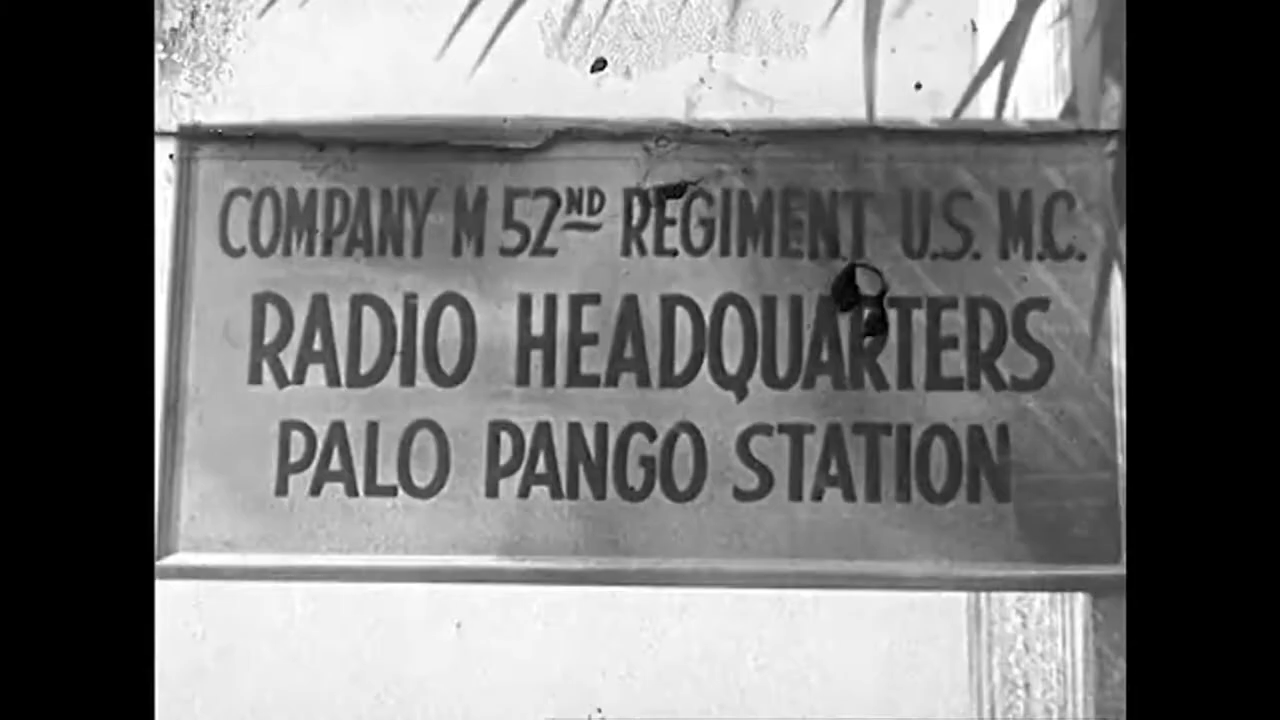 COMPANY M 52ND REGIMENT U.S. M.C.
RADIO HEADQUARTERS
PALO PANGO STATION